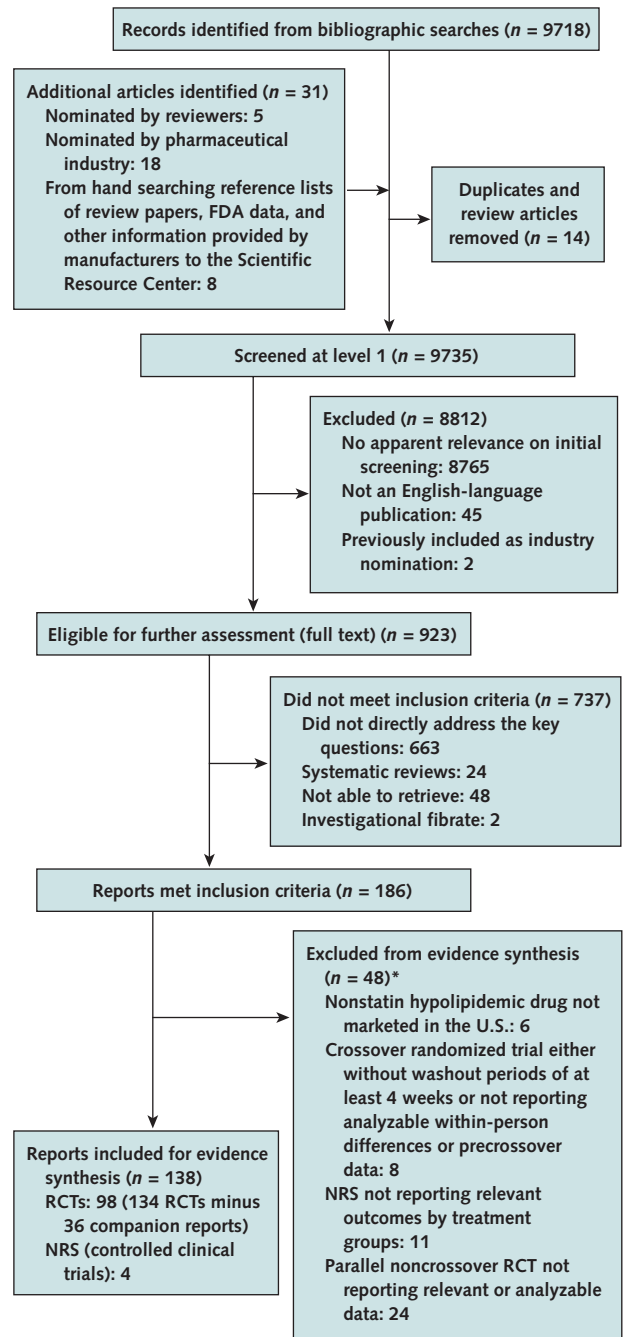 Records identified from bibliographic searches (n = 9718)
Additional articles identified (n = 31)
Nominated by reviewers: 5
Nominated by pharmaceutical
industry: 18
From hand searching reference lists
of review papers, FDA data, and
other information provided by
manufacturers to the Scientific
Resource Center: 8
Duplicates and
review articles
removed (n = 14)
Screened at level 1 (n = 9735)
Excluded (n = 8812)
No apparent relevance on initial
screening: 8765
Not an English-language
publication: 45
Previously included as industry
nomination: 2
Eligible for further assessment (full text) (n = 923)
Did not meet inclusion criteria (n = 737)
Did not directly address the key
questions: 663
Systematic reviews: 24
Not able to retrieve: 48
Investigational fibrate: 2
Reports met inclusion criteria (n = 186)
Excluded from evidence synthesis
(n = 48)*
Nonstatin hypolipidemic drug not
marketed in the U.S.: 6
Crossover randomized trial either
without washout periods of at
least 4 weeks or not reporting
analyzable within-person
differences or precrossover
data: 8
NRS not reporting relevant
outcomes by treatment
groups: 11
Parallel noncrossover RCT not
reporting relevant or analyzable
data: 24
Reports included for evidence
synthesis (n = 138)
RCTs: 98 (134 RCTs minus
36 companion reports)
NRS (controlled clinical
trials): 4